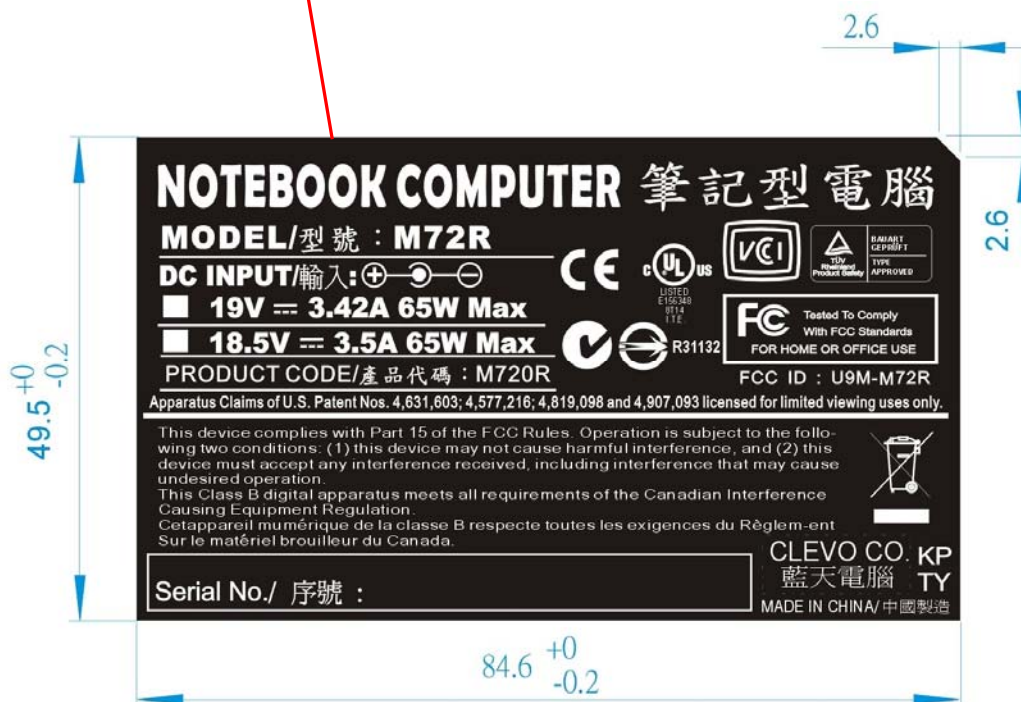 2.6
2.6
NOTEBOOK COMPUTER 筆記型電腦
MODEL/型號：M72R
DC INPUT/輸入:
19V 3.42A 65W Max
18.5V 3.5A 65W Max
PRODUCT CODE/產品代碼：M720R
CE
C UL US
LISTED
E156348
8T14
I.T.E.
VCI
TÜV
Rheinland
Product Safety
BAUART
GEPRÜFT
TYPE
APPROVED
R31132
FC Tested To Comply
With FCC Standards
FOR HOME OR OFFICE USE
FCC ID : U9M-M72R
Apparatus Claims of U.S. Patent Nos. 4,631,603; 4,577,216; 4,819,098 and 4,907,093 licensed for limited viewing uses only.
This device complies with Part 15 of the FCC Rules. Operation is subject to the follo-
wing two conditions: (1) this device may not cause harmful interference, and (2) this
device must accept any interference received, including interference that may cause
undesired operation.
This Class B digital apparatus meets all requirements of the Canadian Interference
Causing Equipment Regulation.
Cetappareil mumérique de la classe B respecte toutes les exigences du Règlem-ent
Sur le matériel brouilleur du Canada.
Serial No./ 序號：
CLEVO CO. KP
藍天電腦 TY
MADE IN CHINA/中國製造
49.5 +0 -0.2
84.6 +0 -0.2